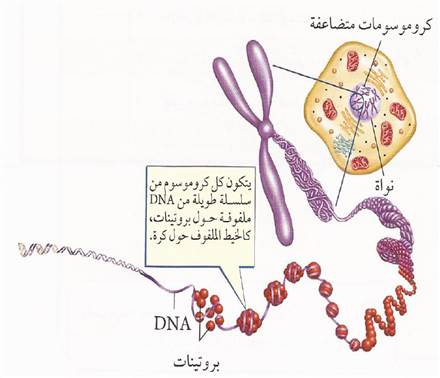 كروموسومات متضاعفة
نواة
يتكون كل كروموسوم من
سلسلة طويلة من DNA
ملفوفة حول بروتينات،
كالخيط الملفوف حول كرة.
DNA
بروتينات